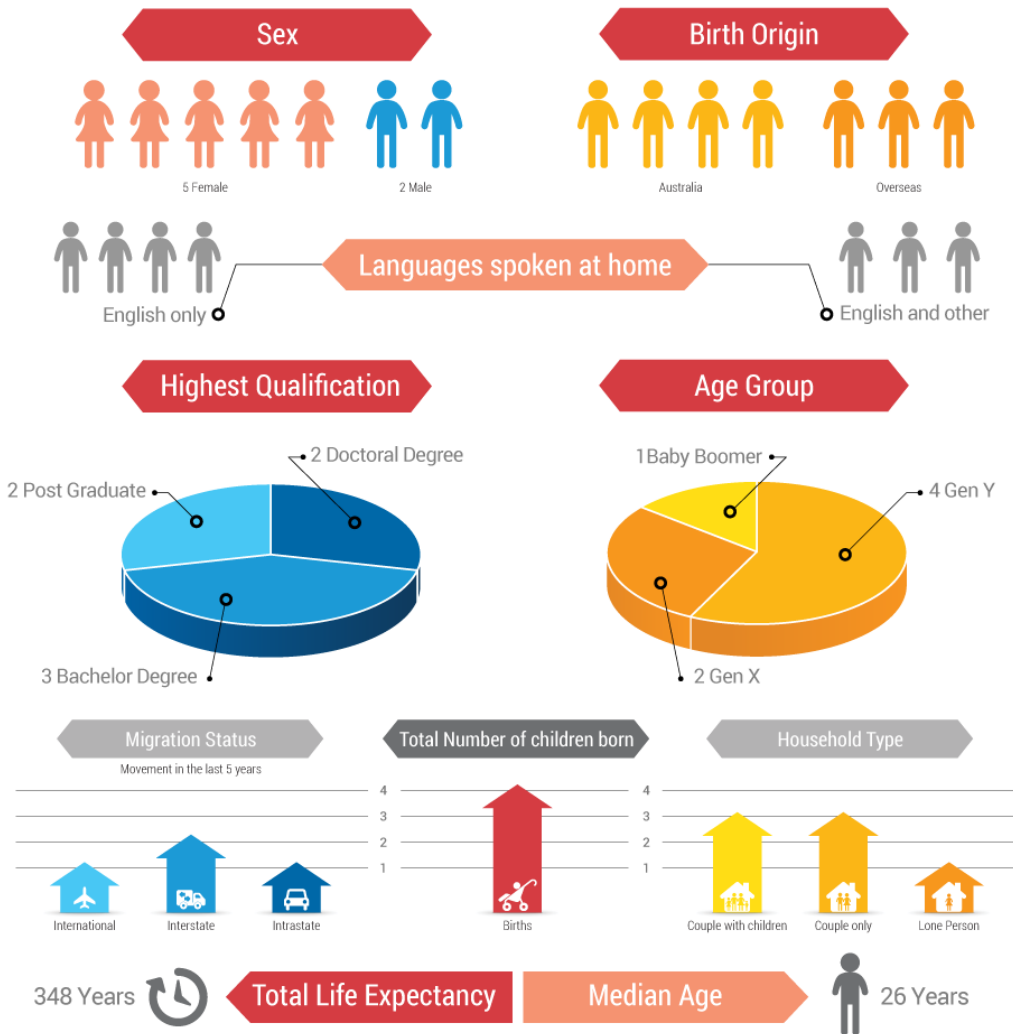 Sex
Birth Origin
5 Female
2 Male
Australia
Overseas
Languages spoken at home
English only
English and other
Highest Qualification
Age Group
2 Doctoral Degree
2 Post Graduate
3 Bachelor Degree
1Baby Boomer
4 Gen Y
2 Gen X
Migration Status
Movement in the last 5 years
Total Number of children born
Household Type
4
3
2
1
4
3
2
1
International
Interstate
Intrastate
Births
Couple with children
Couple only
Lone Person
348 Years
Total Life Expectancy
Median Age
26 Years